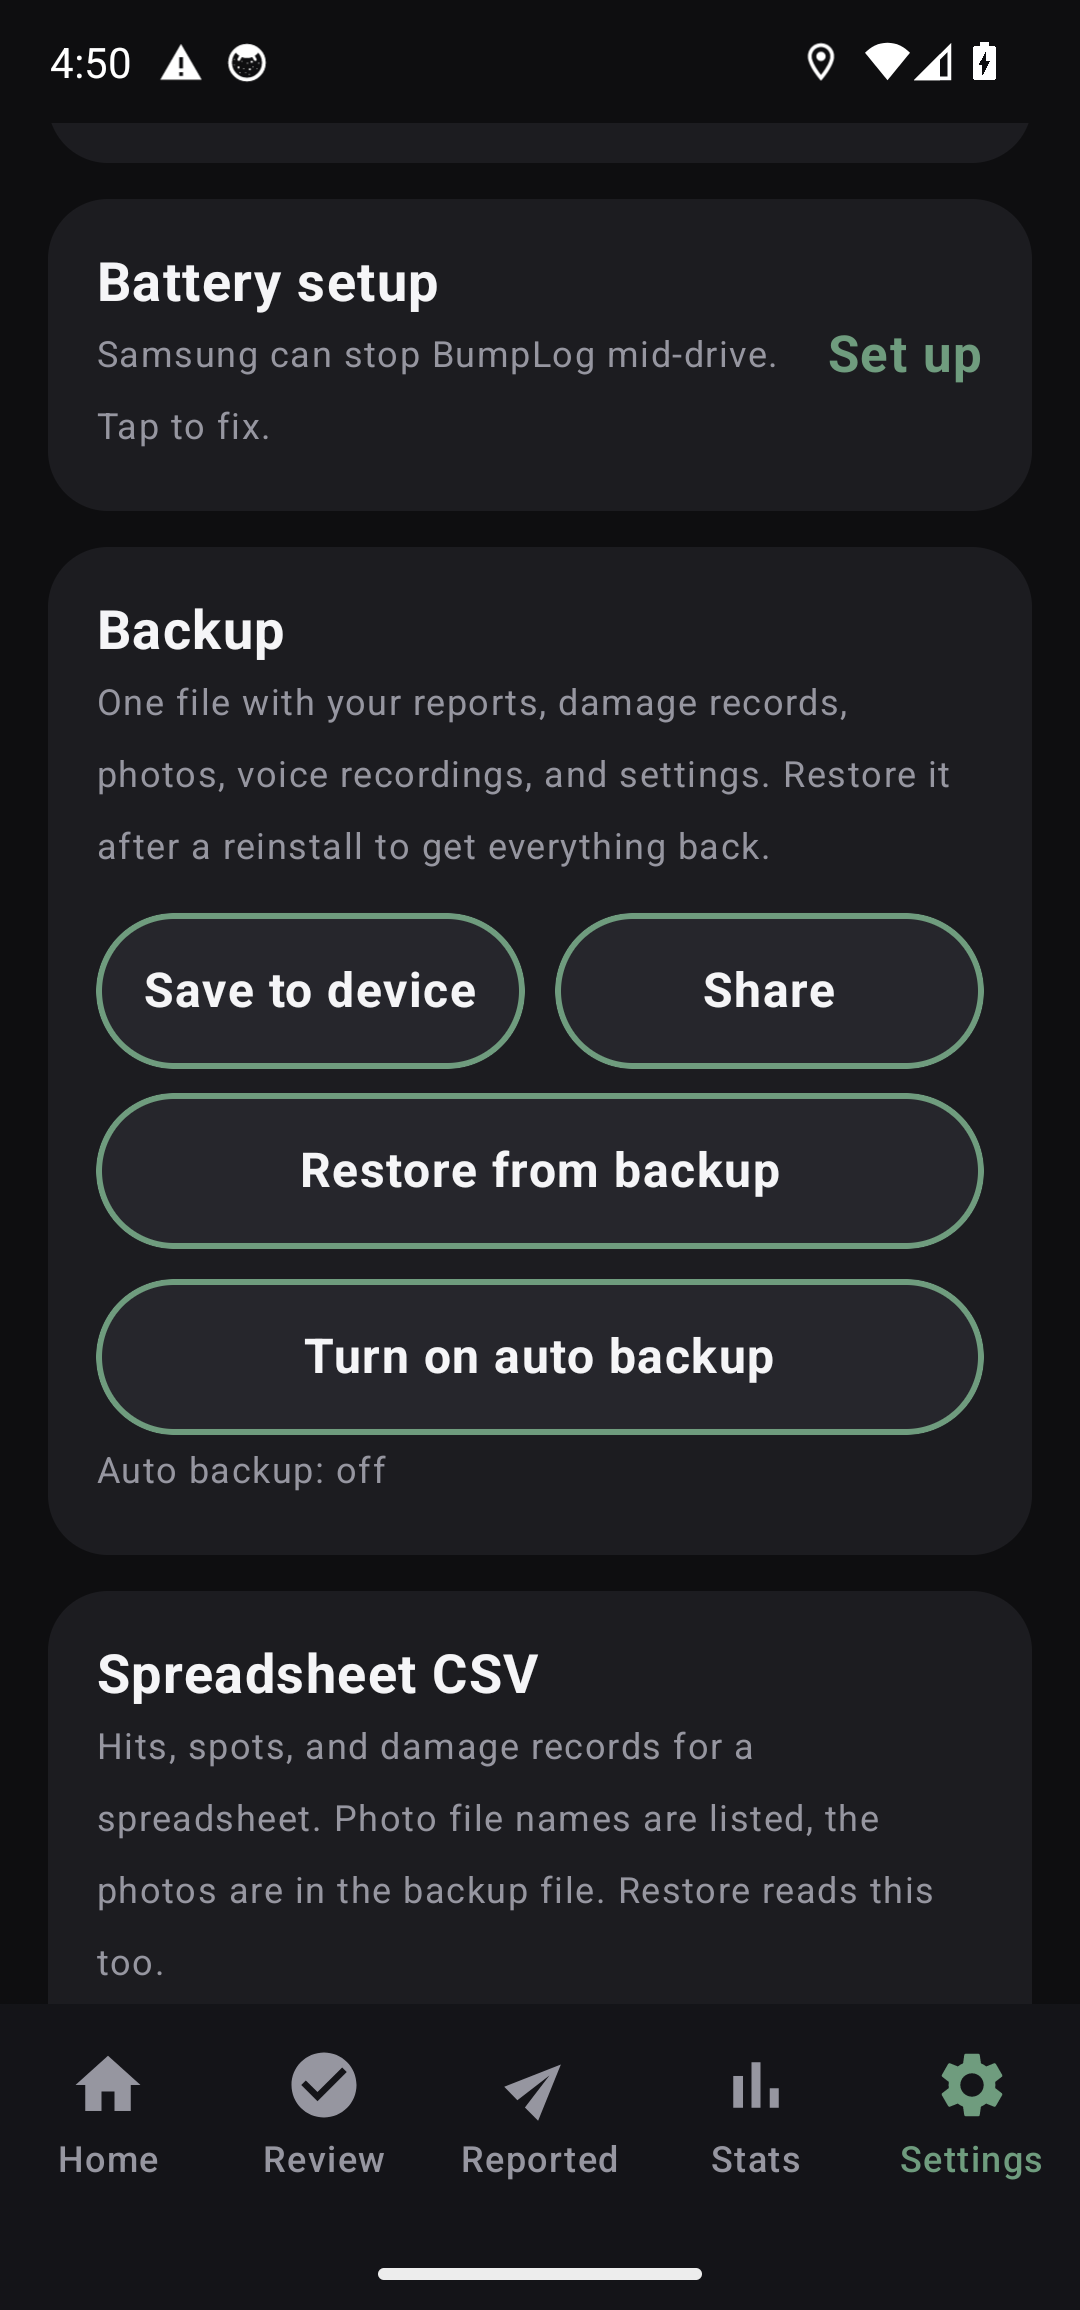 4:50
Battery setup
Samsung can stop BumpLog mid-drive.
Tap to fix.
Set up
Backup
One file with your reports, damage records,
photos, voice recordings, and settings. Restore it
after a reinstall to get everything back.
Save to device
Share
Restore from backup
Turn on auto backup
Auto backup: off
Spreadsheet CSV
Hits, spots, and damage records for a
spreadsheet. Photo file names are listed, the
photos are in the backup file. Restore reads this
too.
Home
Review
Reported
Stats
Settings